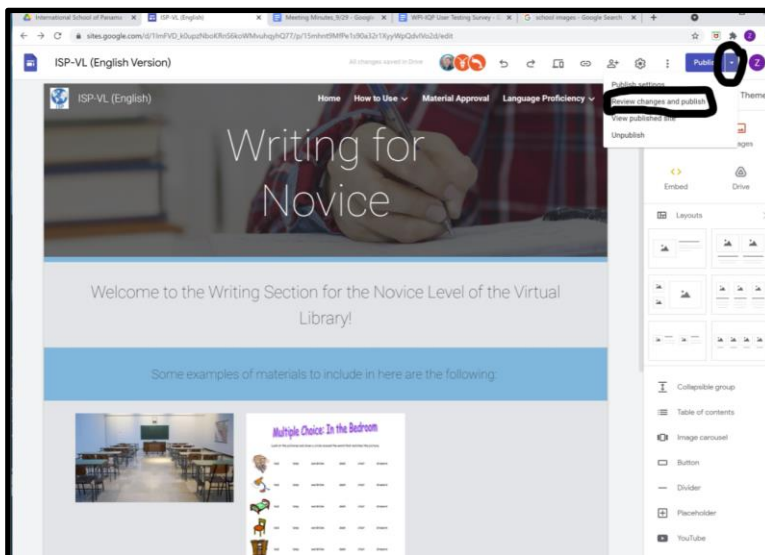 International School of Panama
ISP-VL (English)
Meeting Minutes_9/29 - Google
WPI-IQP User Testing Survey -
school images - Google Search
ISP-VL (English Version)
All changes saved in Drive
Publish
Publish settings
Review changes and publish
View published site
Unpublish
ISP-VL (English)
Home
How to Use
Material Approval
Language Proficiency
Themes
Writing for
Novice
Embed
Drive
Layouts
Welcome to the Writing Section for the Novice Level of the Virtual
Library!
Some examples of materials to include in here are the following:
Multiple Choice: In the Bedroom
Collapsible group
Table of contents
Image carousel
Button
Divider
Placeholder
YouTube